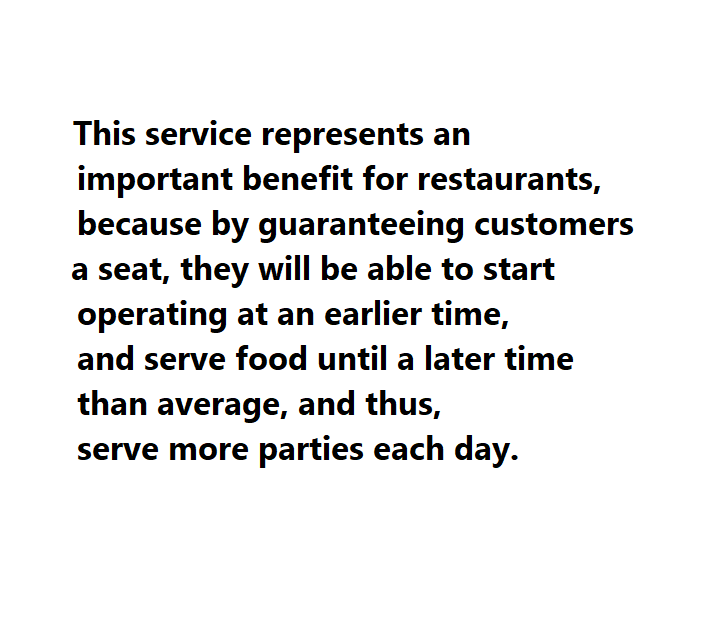 This service represents an
important benefit for restaurants,
because by guaranteeing customers
a seat, they will be able to start
operating at an earlier time,
and serve food until a later time
than average, and thus,
serve more parties each day.